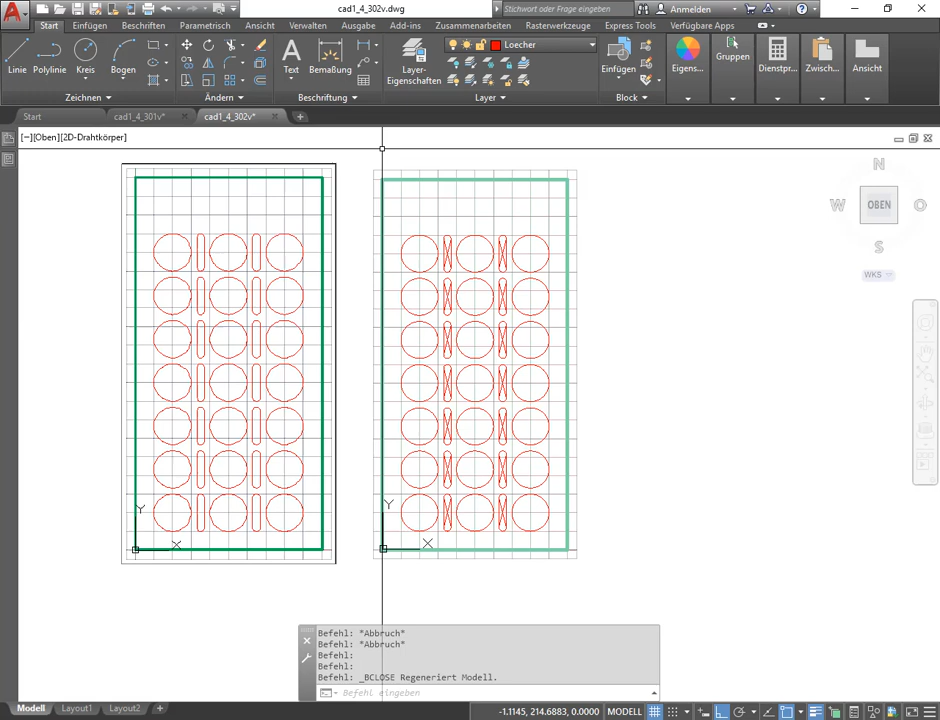 A
cad1_4_302v.dwg
Stichwort oder Frage eingeben
Anmelden
?
Start Einfügen Beschriften Parametrisch Ansicht Verwalten Ausgabe Add-ins Zusammenarbeiten Rasterwerkzeuge Express Tools Verfügbare Apps
Linie Polylinie Kreis Bogen
A
Text Bemaßung
Layer-
Eigenschaften
Loecher
Einfügen
Eigens... Gruppen Dienstpr... Zwisch... Ansicht
Zeichnen Ändern Beschriftung Layer Block
Start cad1_4_301v* cad1_4_302v*
[−][Oben][2D-Drahtkörper]
N
W OBEN O
S
WKS
Y
X
Y
X
Befehl: *Abbruch*
Befehl: *Abbruch*
Befehl:
Befehl:
Befehl: _BCLOSE Regeneriert Modell.
Befehl eingeben
Modell Layout1 Layout2
-1.1145, 214.6883, 0.0000 MODELL